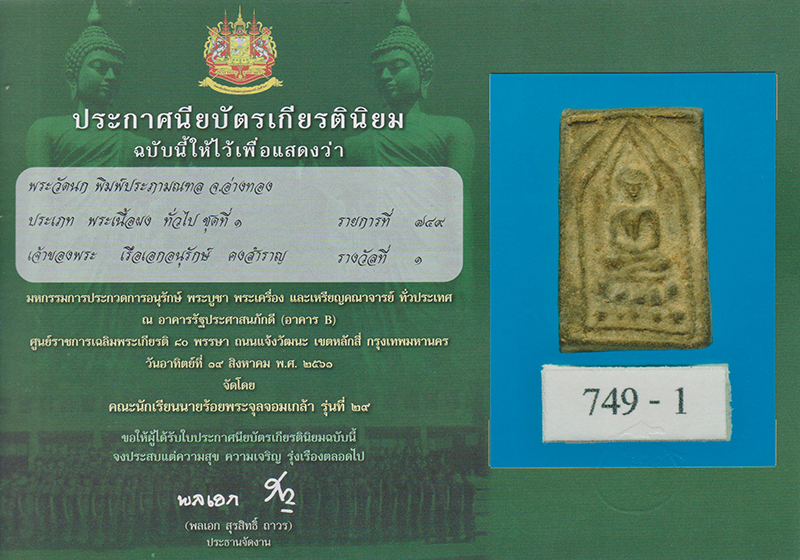 ประกาศนียบัตรเกียรตินิยม
ฉบับนี้ให้ไว้เพื่อแสดงว่า
พระวัดนก พิมพ์ประภามณฑล จ.อ่างทอง
ประเภท พระเนื้อผง ทั่วไป ชุดที่ ๑ รายการที่ ๗๔๙
เจ้าของพระ เรือเอกอนุรักษ์ คงสำราญ รางวัลที่ ๑
มหกรรมการประกวดการอนุรักษ์ พระบูชา พระเครื่อง และเหรียญคณาจารย์ ทั่วประเทศ
ณ อาคารรัฐประศาสนภักดี (อาคาร B)
ศูนย์ราชการเฉลิมพระเกียรติ ๘๐ พรรษา ถนนแจ้งวัฒนะ เขตหลักสี่ กรุงเทพมหานคร
วันอาทิตย์ที่ ๑๙ สิงหาคม พ.ศ. ๒๕๖๑
จัดโดย
คณะนักเรียนนายร้อยพระจุลจอมเกล้า รุ่นที่ ๒๙
ขอให้ผู้ได้รับใบประกาศนียบัตรเกียรตินิยมฉบับนี้
จงประสบแต่ความสุข ความเจริญ รุ่งเรืองตลอดไป
พลเอก
(พลเอก สุรสิทธิ์ ถาวร)
ประธานจัดงาน
749 - 1